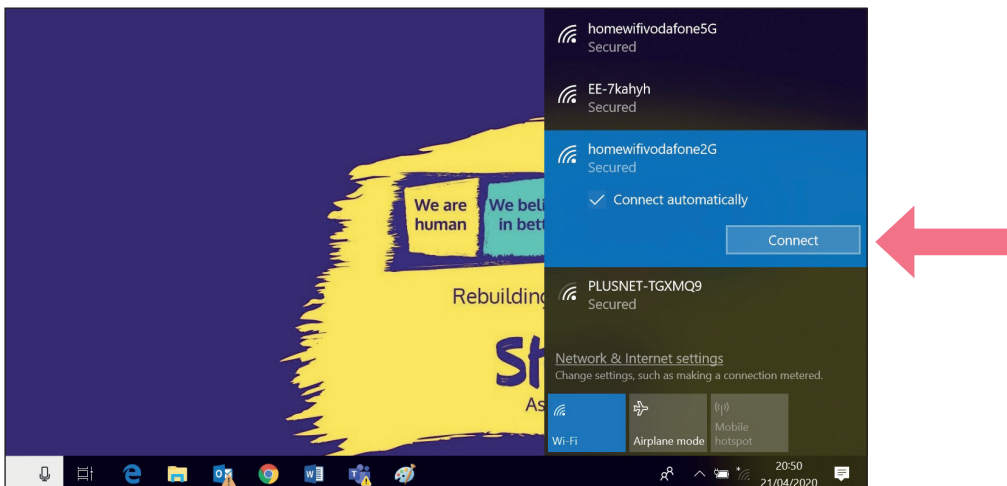 homewifivodafone5G
Secured
EE-7kahyh
Secured
homewifivodafone2G
Secured
Connect automatically
Connect
PLUSNET-TGXMQ9
Secured
Network & Internet settings
Change settings, such as making a connection metered.
Wi-Fi
Airplane mode
Mobile
hotspot
We are
human
We beli
in bett
Rebuilding
Sh
As
20:50
21/04/2020